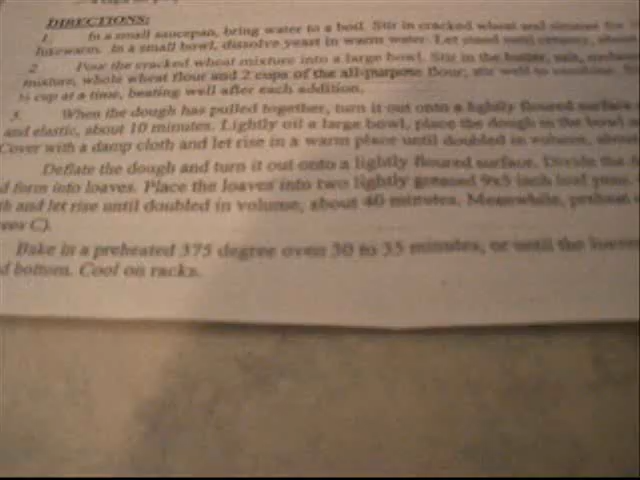 DIRECTIONS:
1. In a small saucepan, bring water to a boil. Stir in cracked wheat and simmer for
lukewarm. In a small bowl, dissolve yeast in warm water. Let stand until creamy, about
2. Pour the cracked wheat mixture into a large bowl. Stir in the butter, salt, molasses
mixture, whole wheat flour and 2 cups of the all-purpose flour; stir well to combine.
½ cup at a time, beating well after each addition.
3. When the dough has pulled together, turn it out onto a lightly floured surface
and elastic, about 10 minutes. Lightly oil a large bowl, place the dough in the bowl
Cover with a damp cloth and let rise in a warm place until doubled in volume, about
Deflate the dough and turn it out onto a lightly floured surface. Divide the
d form into loaves. Place the loaves into two lightly greased 9x5 inch loaf pans.
th and let rise until doubled in volume, about 40 minutes. Meanwhile, preheat
rees C).
Bake in a preheated 375 degree oven 30 to 35 minutes, or until the loaves
d bottom. Cool on racks.